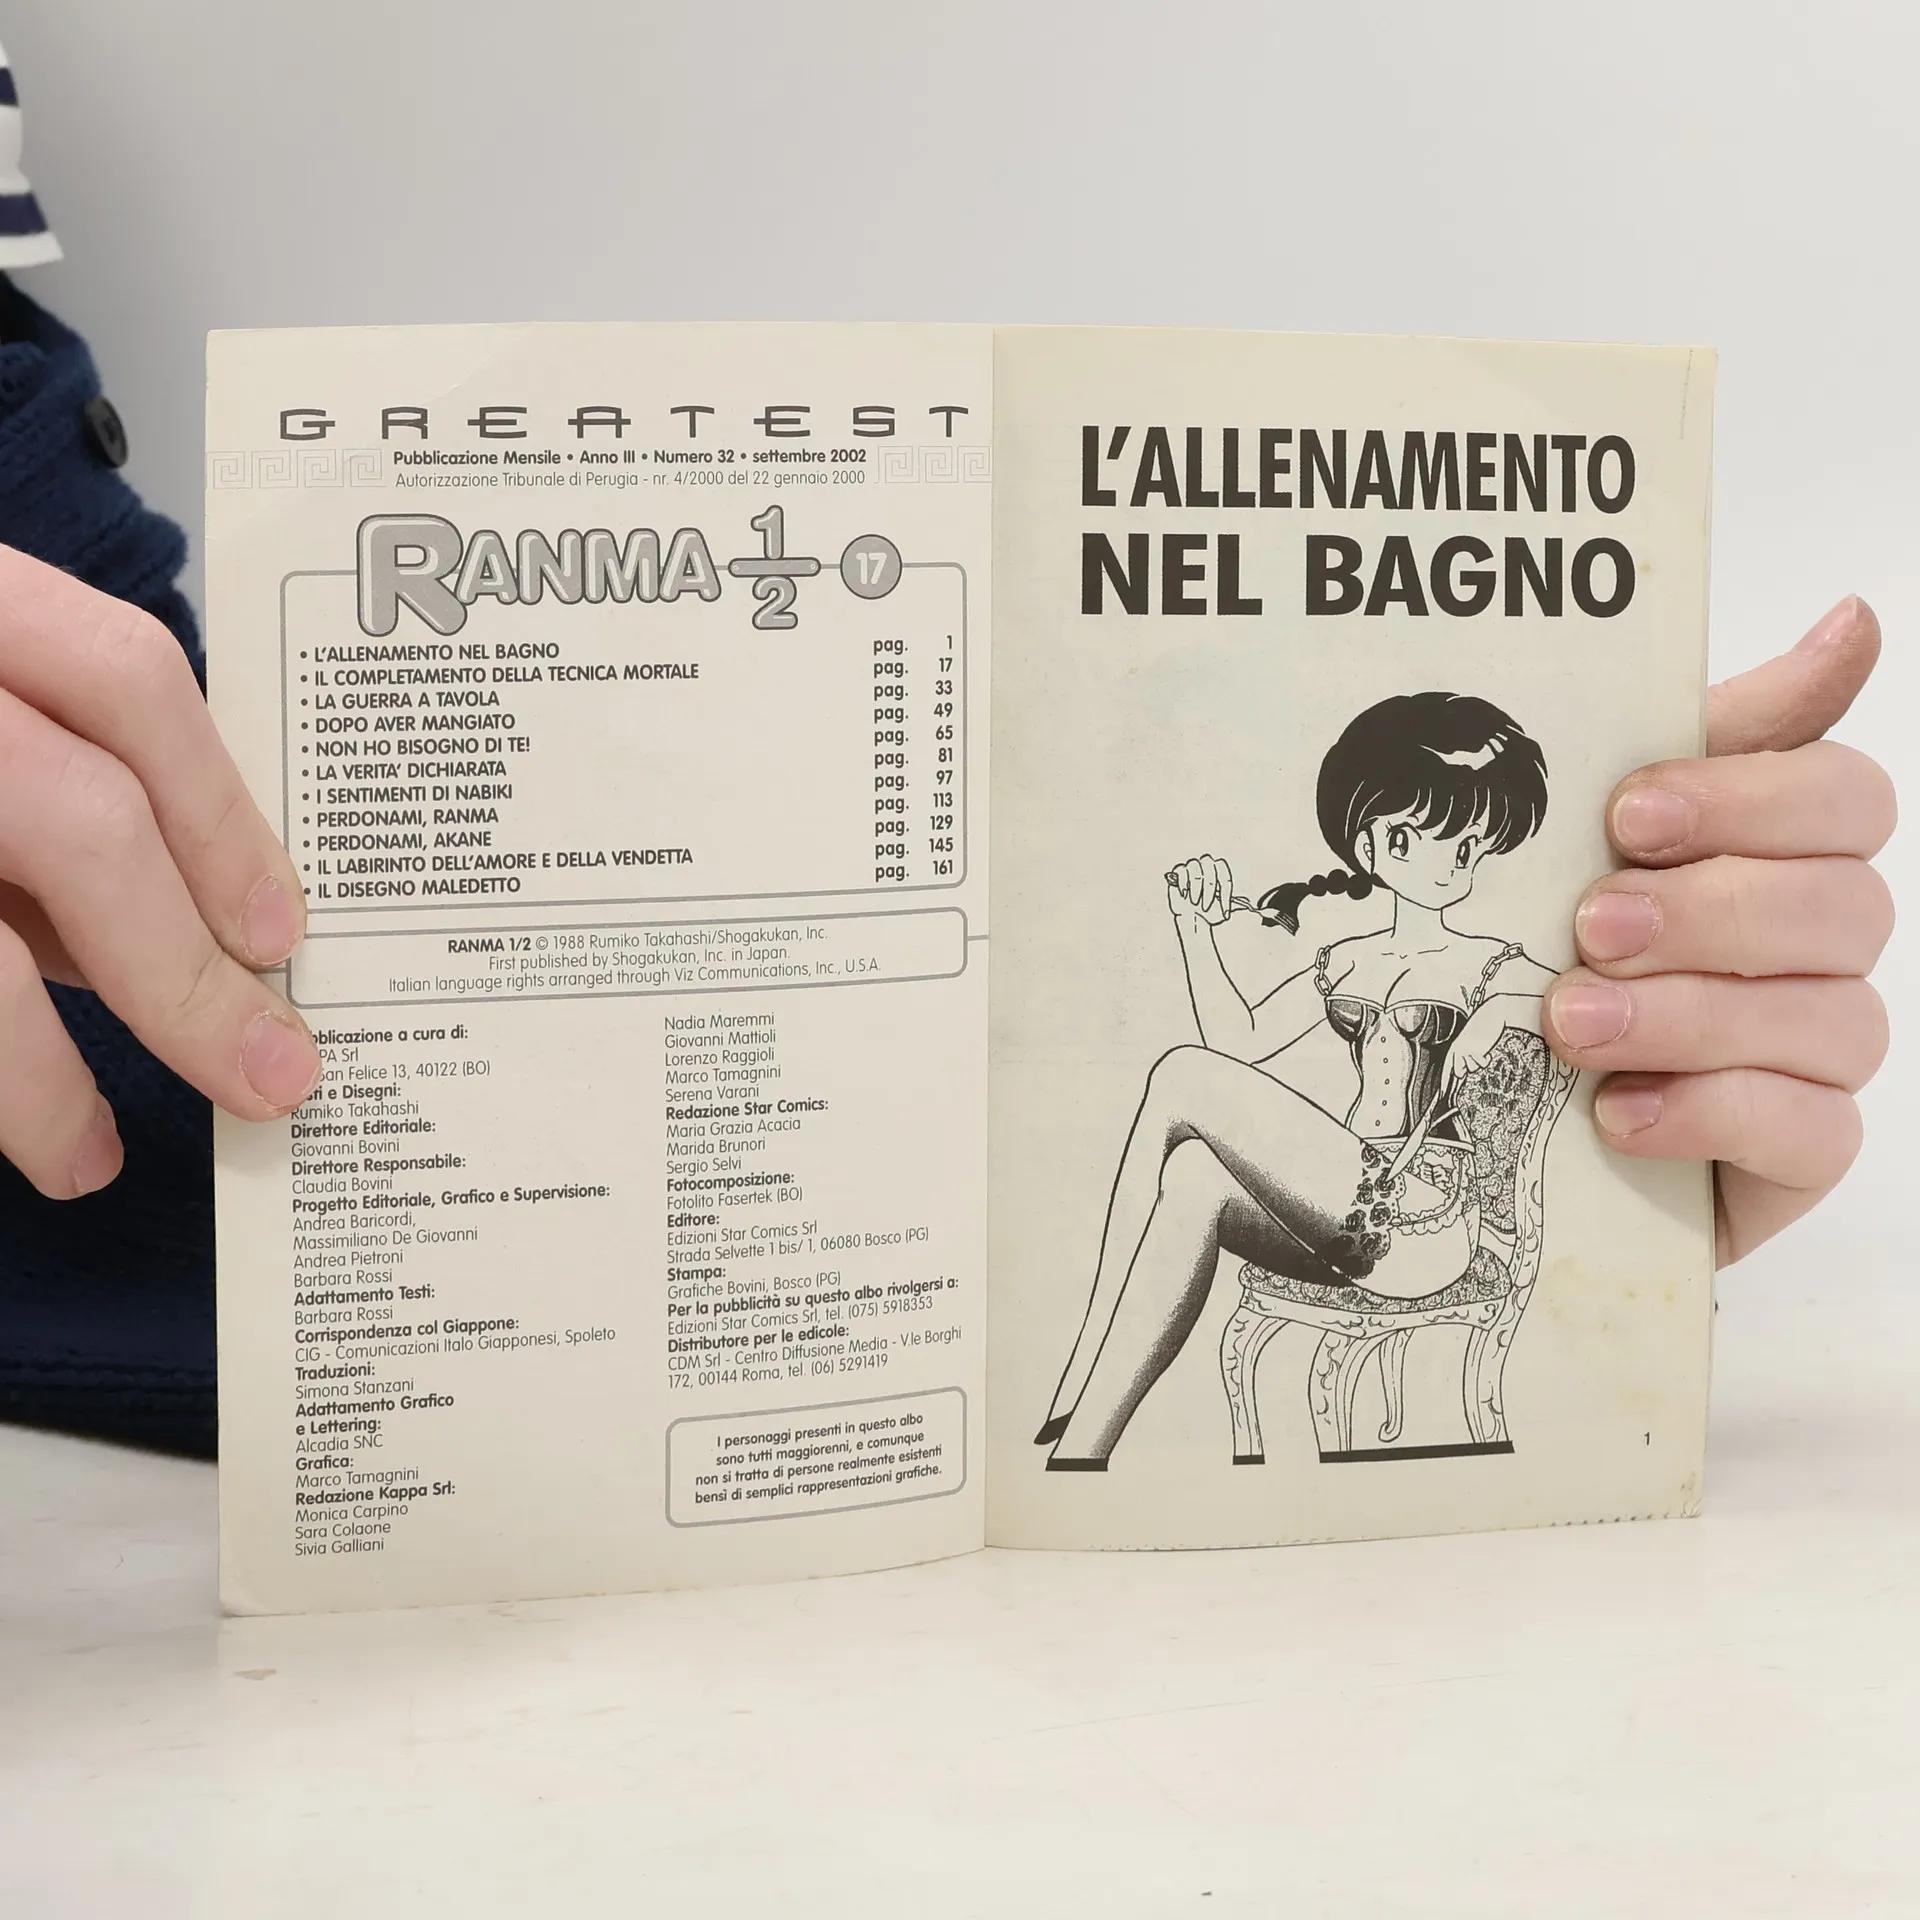 GREATEST
Pubblicazione Mensile • Anno III • Numero 32 • settembre 2002
Autorizzazione Tribunale di Perugia - nr. 4/2000 del 22 gennaio 2000
RANMA 1/2 17
• L'ALLENAMENTO NEL BAGNO pag. 1
• IL COMPLETAMENTO DELLA TECNICA MORTALE pag. 17
• LA GUERRA A TAVOLA pag. 33
• DOPO AVER MANGIATO pag. 49
• NON HO BISOGNO DI TE! pag. 65
• LA VERITA' DICHIARATA pag. 81
• I SENTIMENTI DI NABIKI pag. 97
• PERDONAMI, RANMA pag. 113
• PERDONAMI, AKANE pag. 129
• IL LABIRINTO DELL'AMORE E DELLA VENDETTA pag. 145
• IL DISEGNO MALEDETTO pag. 161
RANMA 1/2 © 1988 Rumiko Takahashi/Shogakukan, Inc.
First published by Shogakukan, Inc. in Japan.
Italian language rights arranged through Viz Communications, Inc., U.S.A.
a cura di:
Srl
Felice 13, 40122 (BO)
e Disegni:
Rumiko Takahashi
Direttore Editoriale:
Giovanni Bovini
Direttore Responsabile:
Claudia Bovini
Progetto Editoriale, Grafico e Supervisione:
Andrea Baricordi,
Massimiliano De Giovanni
Andrea Pietroni
Barbara Rossi
Adattamento Testi:
Barbara Rossi
Corrispondenza col Giappone:
CIG - Comunicazioni Italo Giapponesi, Spoleto
Traduzioni:
Simona Stanzani
Adattamento Grafico
e Lettering:
Alcadia SNC
Grafica:
Marco Tamagnini
Redazione Kappa Srl:
Monica Carpino
Sara Colaone
Sivia Galliani
Nadia Maremmi
Giovanni Mattioli
Lorenzo Raggioli
Marco Tamagnini
Serena Varani
Redazione Star Comics:
Maria Grazia Acacia
Marida Brunori
Sergio Selvi
Fotocomposizione:
Fotolito Fasertek (BO)
Editore:
Edizioni Star Comics Srl
Strada Selvette 1 bis/ 1, 06080 Bosco (PG)
Stampa:
Grafiche Bovini, Bosco (PG)
Per la pubblicità su questo albo rivolgersi a:
Edizioni Star Comics Srl, tel. (075) 5918353
Distributore per le edicole:
CDM Srl - Centro Diffusione Media - V.le Borghi
172, 00144 Roma, tel. (06) 5291419
I personaggi presenti in questo albo
sono tutti maggiorenni, e comunque
non si tratta di persone realmente esistenti
bensì di semplici rappresentazioni grafiche.
L'ALLENAMENTO
NEL BAGNO
1